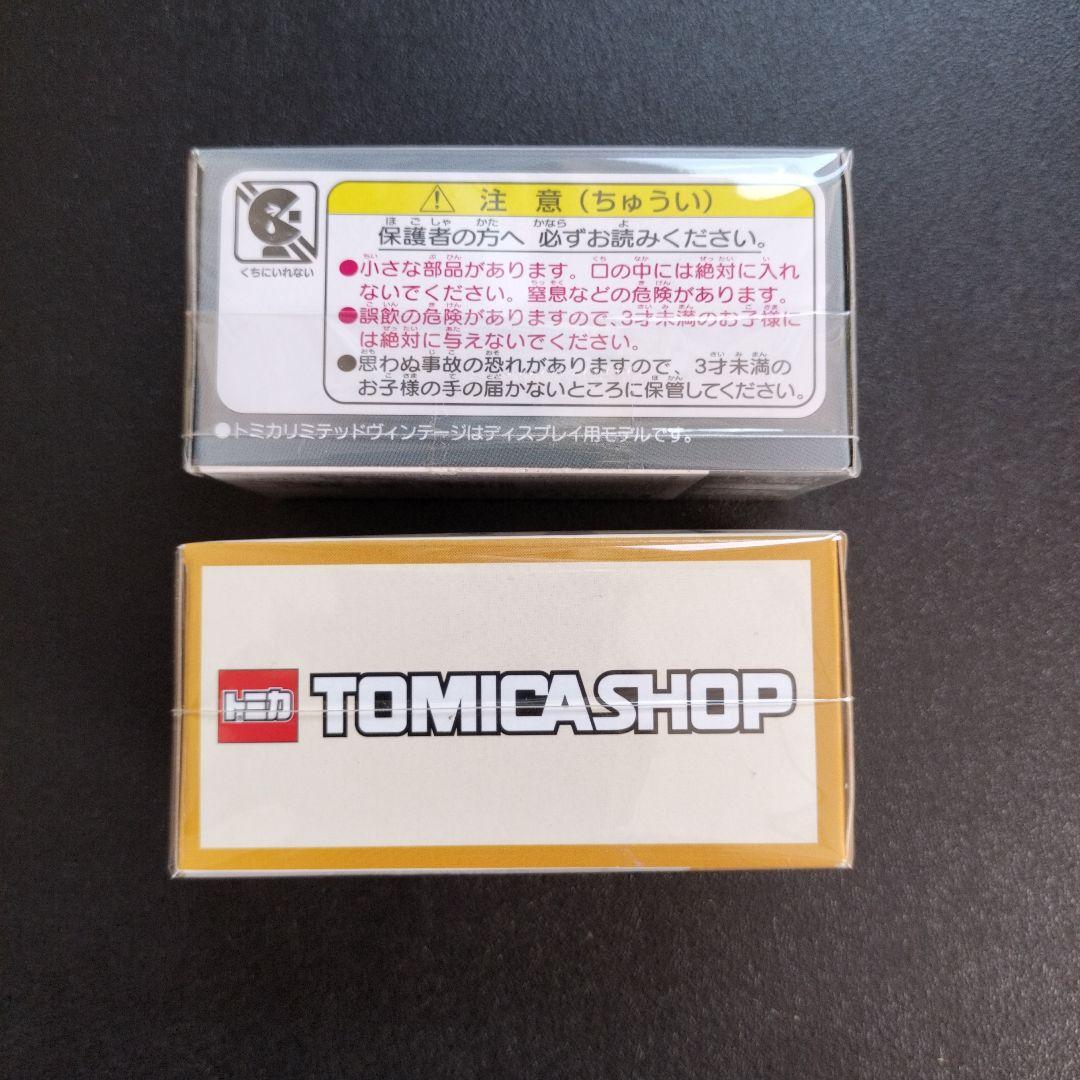 注意(ちゅうい)
保護者の方へ 必ずお読みください。
くちにいれない
●小さな部品があります。口の中には絶対に入れ
ないでください。窒息などの危険があります。
●誤飲の危険がありますので、3才未満のお子様に
は絶対に与えないでください。
●思わぬ事故の恐れがありますので、3才未満の
お子様の手の届かないところに保管してください。
●トミカリミテッドヴィンテージはディスプレイ用モデルです。
トミカ TOMICASHOP